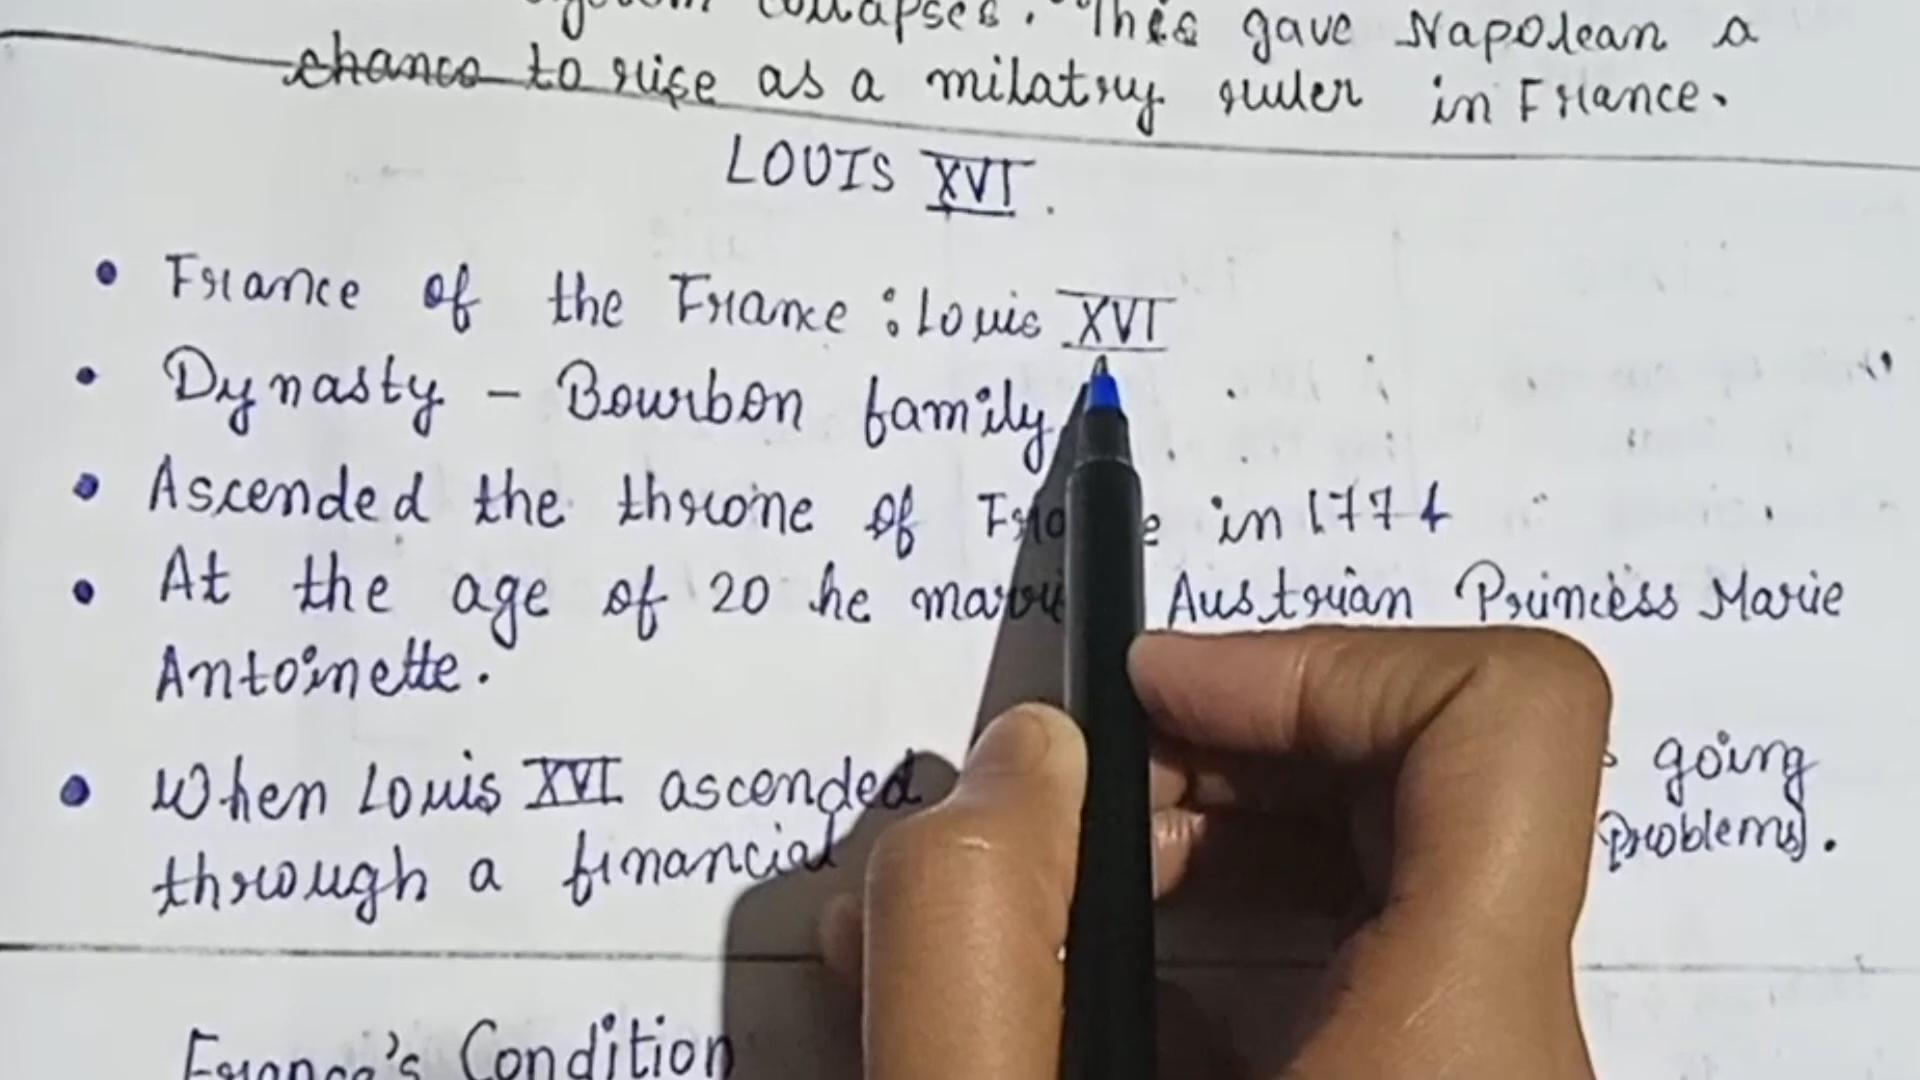 collapses. This gave Napolean a
chance to rise as a milatry ruler in France.
LOUIS XVI.
• France of the France : Louis XVI
• Dynasty - Bourbon family
• Ascended the throne of in 1774
• At the age of 20 he Austrian Princess Marie
Antoinette.
• When Louis XVI ascended going
through a financial Problems).
France's Condition